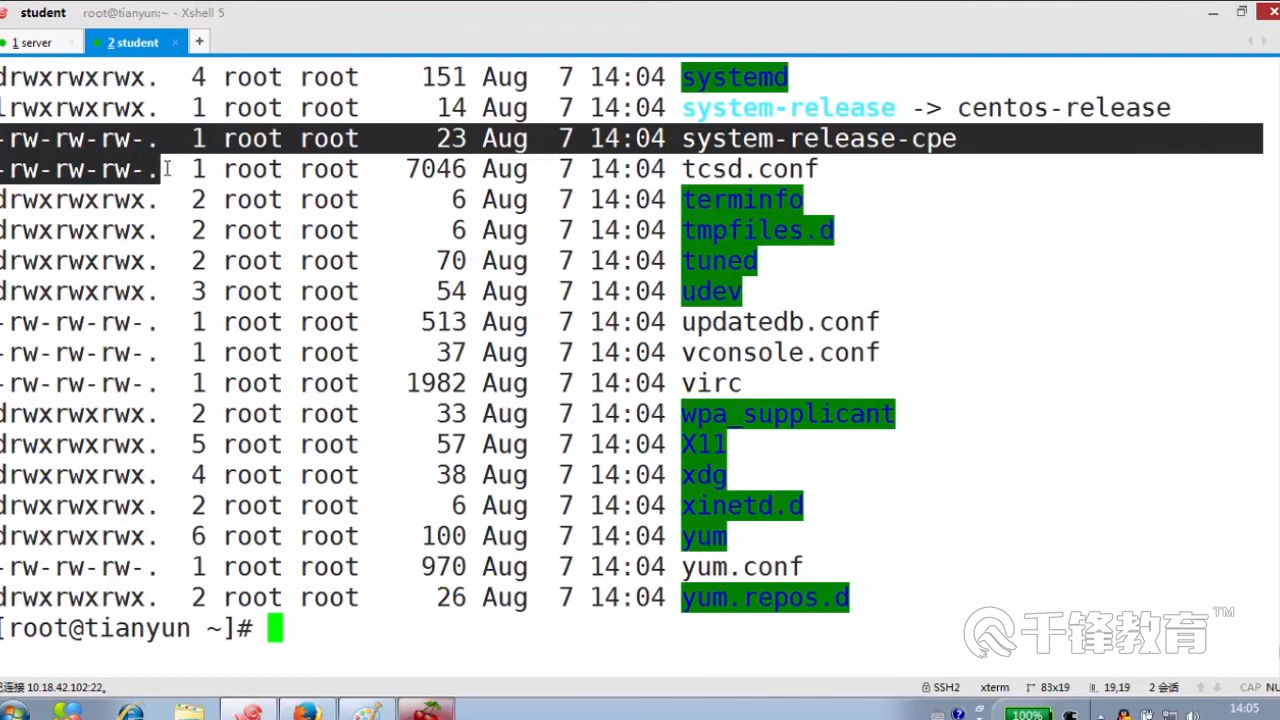 student root@tianyun:~ - Xshell 5
1 server × 2 student × +
drwxrwxrwx. 4 root root 151 Aug 7 14:04 systemd
lrwxrwxrwx. 1 root root 14 Aug 7 14:04 system-release -> centos-release
-rw-rw-rw-. 1 root root 23 Aug 7 14:04 system-release-cpe
-rw-rw-rw-. 1 root root 7046 Aug 7 14:04 tcsd.conf
drwxrwxrwx. 2 root root 6 Aug 7 14:04 terminfo
drwxrwxrwx. 2 root root 6 Aug 7 14:04 tmpfiles.d
drwxrwxrwx. 2 root root 70 Aug 7 14:04 tuned
drwxrwxrwx. 3 root root 54 Aug 7 14:04 udev
-rw-rw-rw-. 1 root root 513 Aug 7 14:04 updatedb.conf
-rw-rw-rw-. 1 root root 37 Aug 7 14:04 vconsole.conf
-rw-rw-rw-. 1 root root 1982 Aug 7 14:04 virc
drwxrwxrwx. 2 root root 33 Aug 7 14:04 wpa_supplicant
drwxrwxrwx. 5 root root 57 Aug 7 14:04 X11
drwxrwxrwx. 4 root root 38 Aug 7 14:04 xdg
drwxrwxrwx. 2 root root 6 Aug 7 14:04 xinetd.d
drwxrwxrwx. 6 root root 100 Aug 7 14:04 yum
-rw-rw-rw-. 1 root root 970 Aug 7 14:04 yum.conf
drwxrwxrwx. 2 root root 26 Aug 7 14:04 yum.repos.d
[root@tianyun ~]#
千锋教育™
已连接 10.18.42.102:22。 SSH2 xterm 83x19 19,19 2 会话 CAP NU
100% 14:05